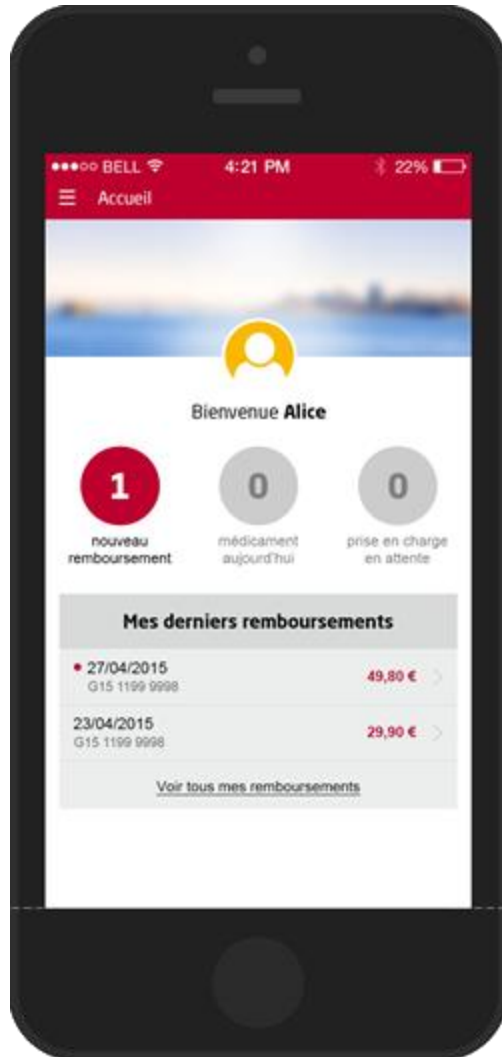 BELL 4:21 PM 22%
Accueil
Bienvenue Alice
1 0 0
nouveau remboursement
médicament aujourd'hui
prise en charge en attente
Mes derniers remboursements
27/04/2015 49,80 €
G15 1199 9998
23/04/2015 29,90 €
G15 1199 9998
Voir tous mes remboursements